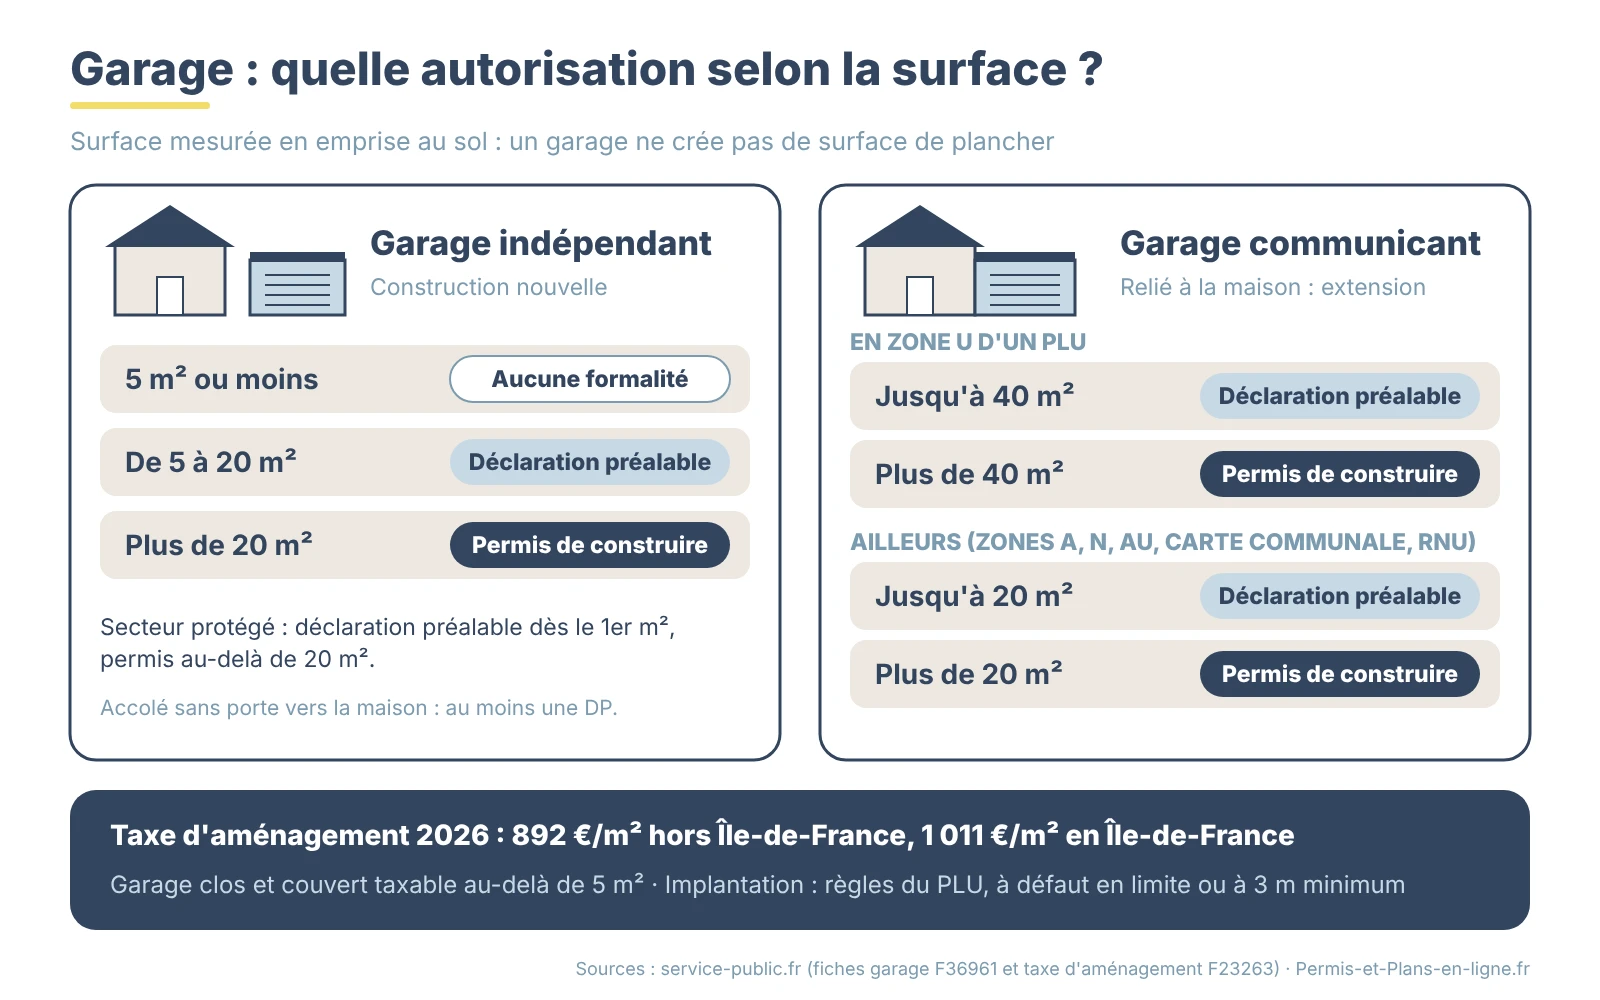 Garage : quelle autorisation selon la surface ?
Surface mesurée en emprise au sol : un garage ne crée pas de surface de plancher
Garage indépendant
Construction nouvelle
5 m² ou moins
Aucune formalité
De 5 à 20 m²
Déclaration préalable
Plus de 20 m²
Permis de construire
Secteur protégé : déclaration préalable dès le 1er m²,
permis au-delà de 20 m².
Accolé sans porte vers la maison : au moins une DP.
Garage communicant
Relié à la maison : extension
EN ZONE U D'UN PLU
Jusqu'à 40 m²
Déclaration préalable
Plus de 40 m²
Permis de construire
AILLEURS (ZONES A, N, AU, CARTE COMMUNALE, RNU)
Jusqu'à 20 m²
Déclaration préalable
Plus de 20 m²
Permis de construire
Taxe d'aménagement 2026 : 892 €/m² hors Île-de-France, 1 011 €/m² en Île-de-France
Garage clos et couvert taxable au-delà de 5 m² · Implantation : règles du PLU, à défaut en limite ou à 3 m minimum
Sources : service-public.fr (fiches garage F36961 et taxe d'aménagement F23263) · Permis-et-Plans-en-ligne.fr